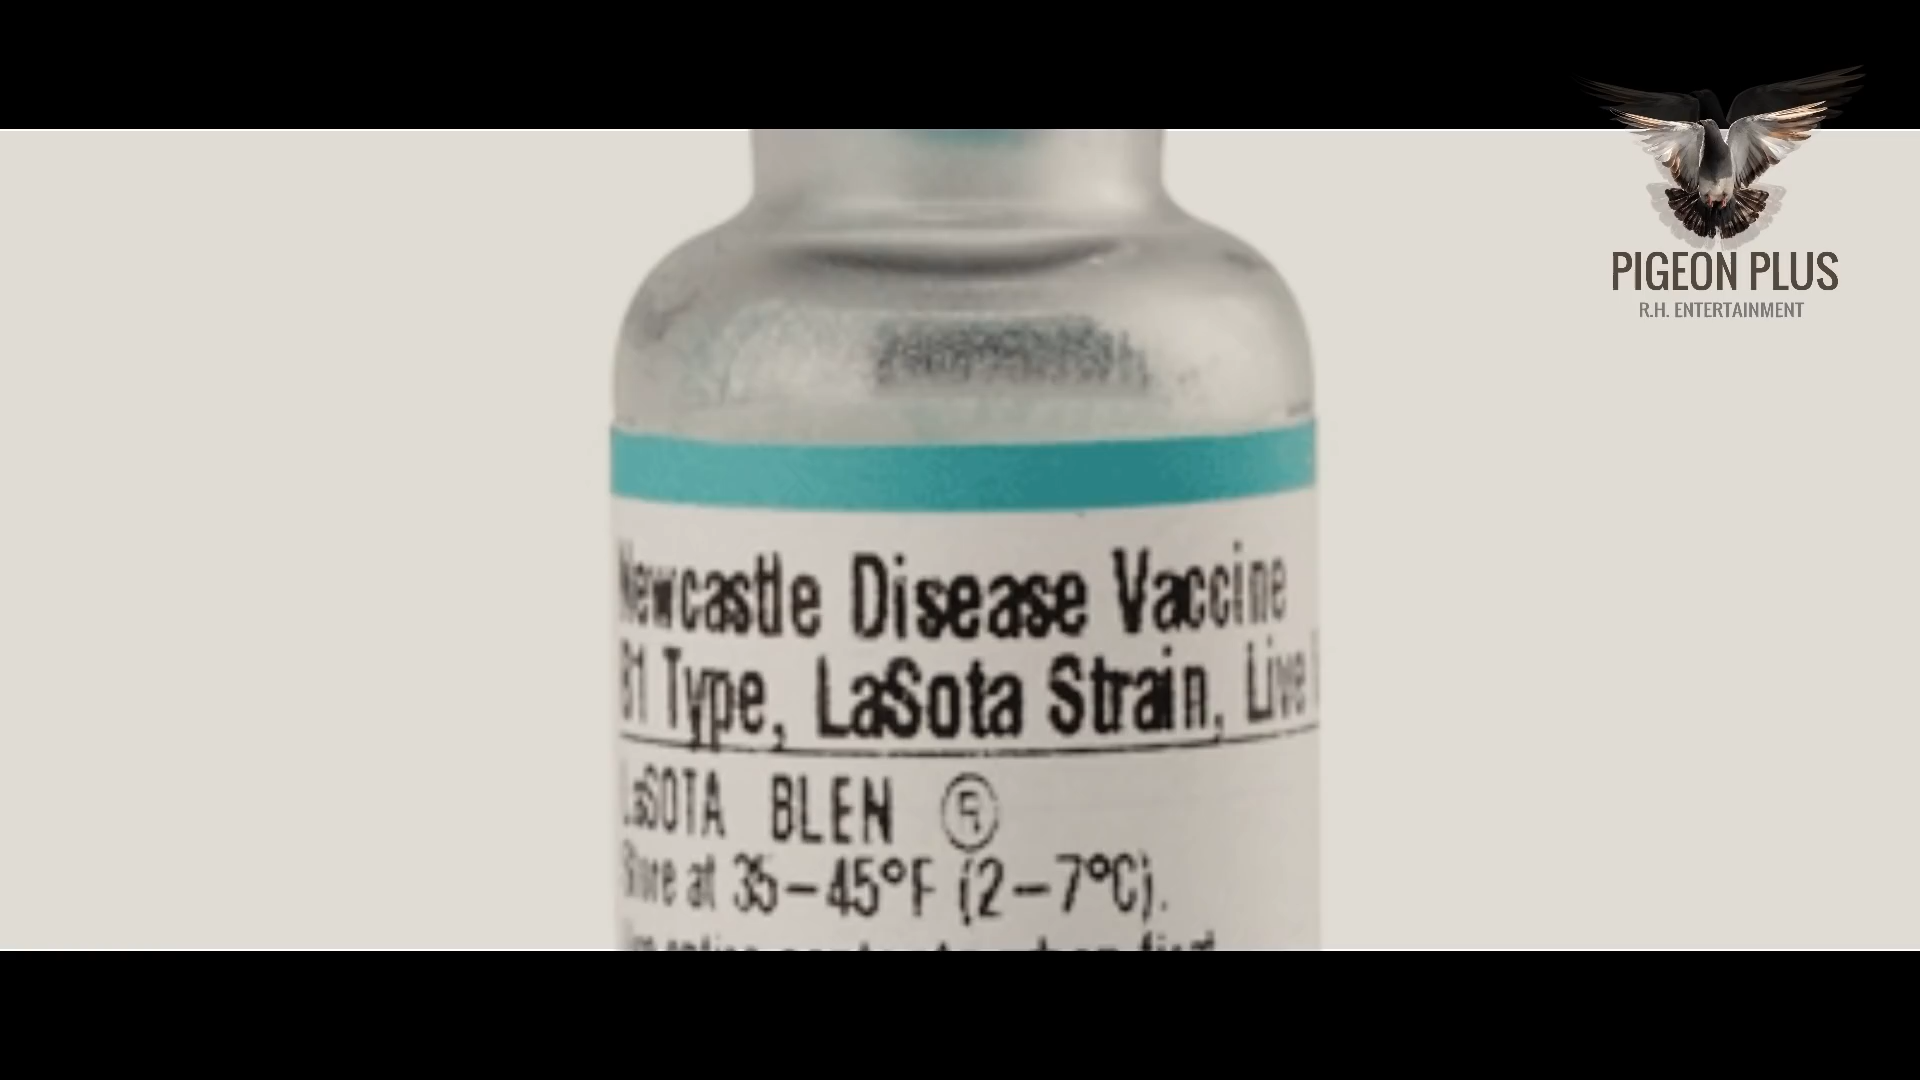 PIGEON PLUS
R.H. ENTERTAINMENT
Newcastle Disease Vaccine
B1 Type, LaSota Strain, Live
LaSOTA BLEN ®
Store at 35–45°F (2–7°C).